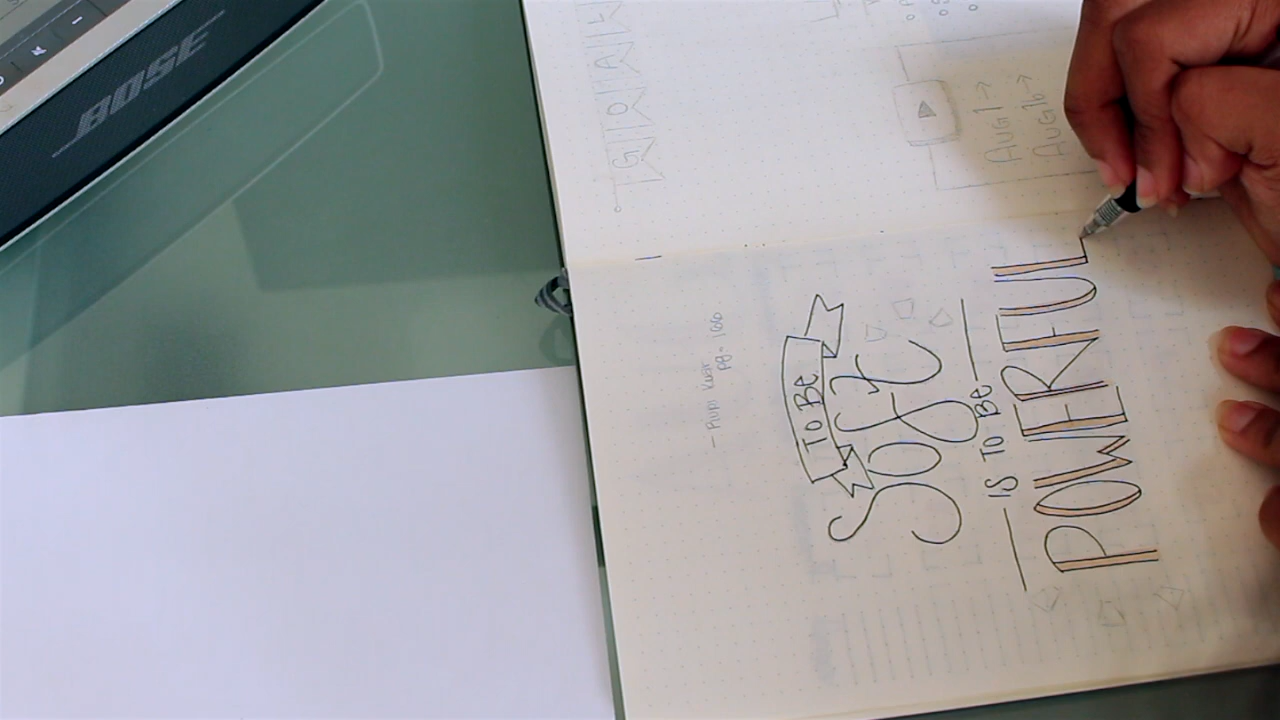 BOSE
AUG 1 →
AUG 16 →
TO BE
Soft
IS TO BE
POWERFUL
- Rupi Kaur
pg. 166